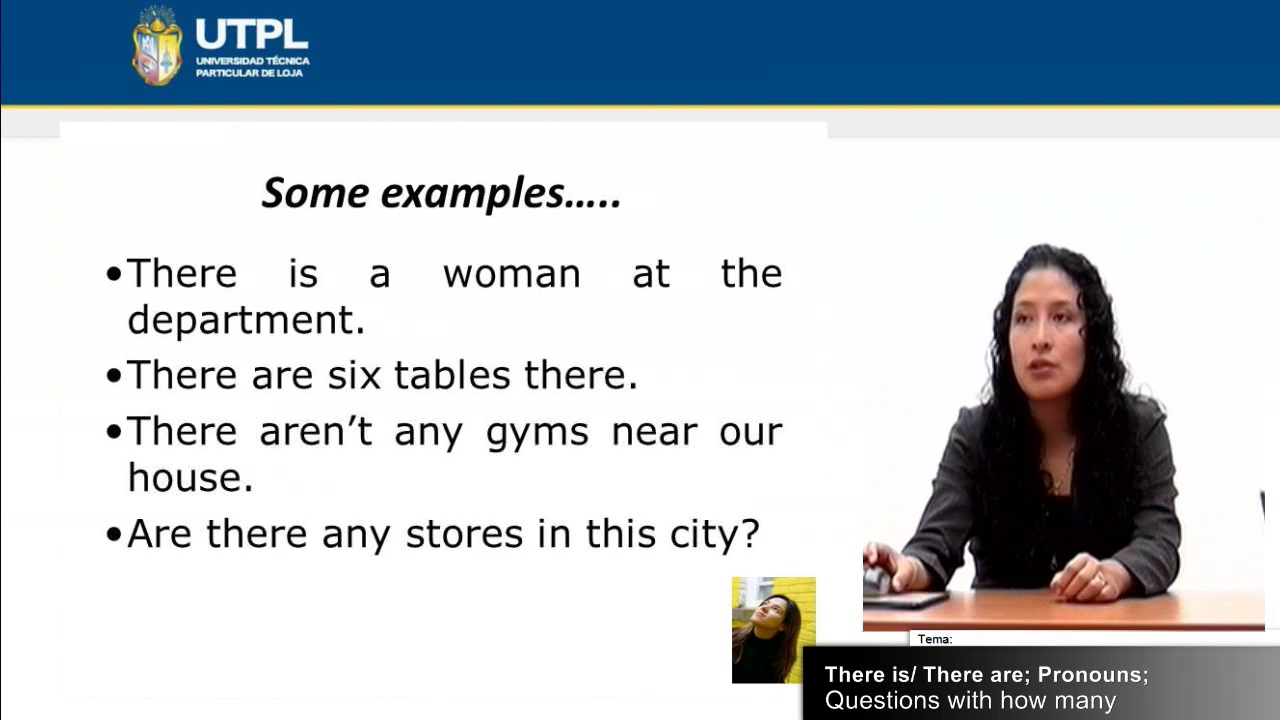 UTPL
UNIVERSIDAD TÉCNICA
PARTICULAR DE LOJA
Some examples…..
•There is a woman at the
department.
•There are six tables there.
•There aren’t any gyms near our
house.
•Are there any stores in this city?
Tema:
There is/ There are; Pronouns;
Questions with how many